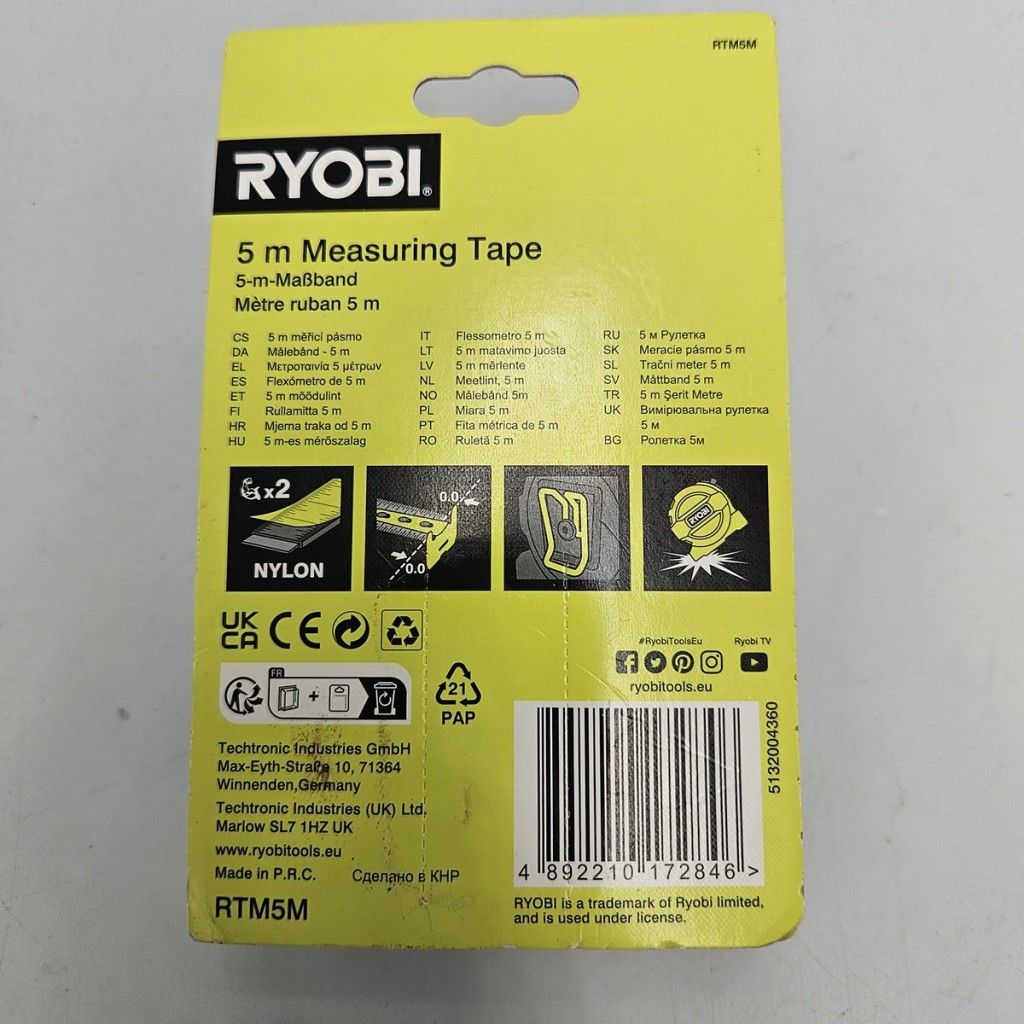 RTM5M
RYOBI®
5 m Measuring Tape
5-m-Maßband
Mètre ruban 5 m
CS 5 m měřicí pásmo
DA Målebånd - 5 m
EL Μετροταινία 5 μέτρων
ES Flexómetro de 5 m
ET 5 m mõõdulint
FI Rullamitta 5 m
HR Mjerna traka od 5 m
HU 5 m-es mérőszalag
IT Flessometro 5 m
LT 5 m matavimo juosta
LV 5 m mērlente
NL Meetlint, 5 m
NO Målebånd 5m
PL Miara 5 m
PT Fita métrica de 5 m
RO Ruletă 5 m
RU 5 м Рулетка
SK Meracie pásmo 5 m
SL Tračni meter 5 m
SV Måttband 5 m
TR 5 m Şerit Metre
UK Вимірювальна рулетка
5 м
BG Ролетка 5м
x2
NYLON
0.0
0.0
RYOBI
UK
CA
CE
FR
+
21
PAP
#RyobiToolsEu
Ryobi TV
ryobitools.eu
Techtronic Industries GmbH
Max-Eyth-Straße 10, 71364
Winnenden,Germany
Techtronic Industries (UK) Ltd.
Marlow SL7 1HZ UK
www.ryobitools.eu
Made in P.R.C. Сделано в КНР
RTM5M
5132004360
4 892210 172846 >
RYOBI is a trademark of Ryobi limited,
and is used under license.